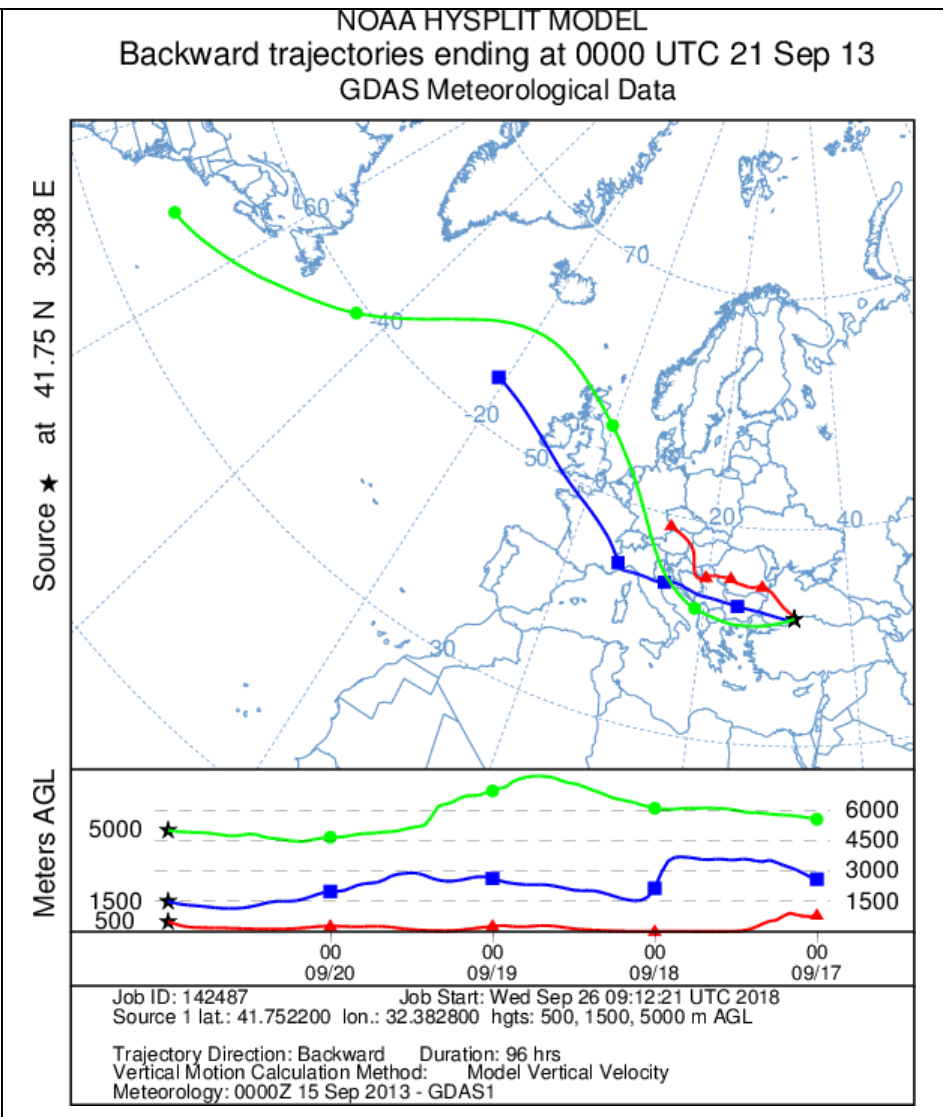 NOAA HYSPLIT MODEL
Backward trajectories ending at 0000 UTC 21 Sep 13
GDAS Meteorological Data
Source ★ at 41.75 N 32.38 E
-60
70
-40
-20
50
20
40
30
Meters AGL
5000
1500
500
6000
4500
3000
1500
00 00 00 00
09/20 09/19 09/18 09/17
Job ID: 142487 Job Start: Wed Sep 26 09:12:21 UTC 2018
Source 1 lat.: 41.752200 lon.: 32.382800 hgts: 500, 1500, 5000 m AGL
Trajectory Direction: Backward Duration: 96 hrs
Vertical Motion Calculation Method: Model Vertical Velocity
Meteorology: 0000Z 15 Sep 2013 - GDAS1